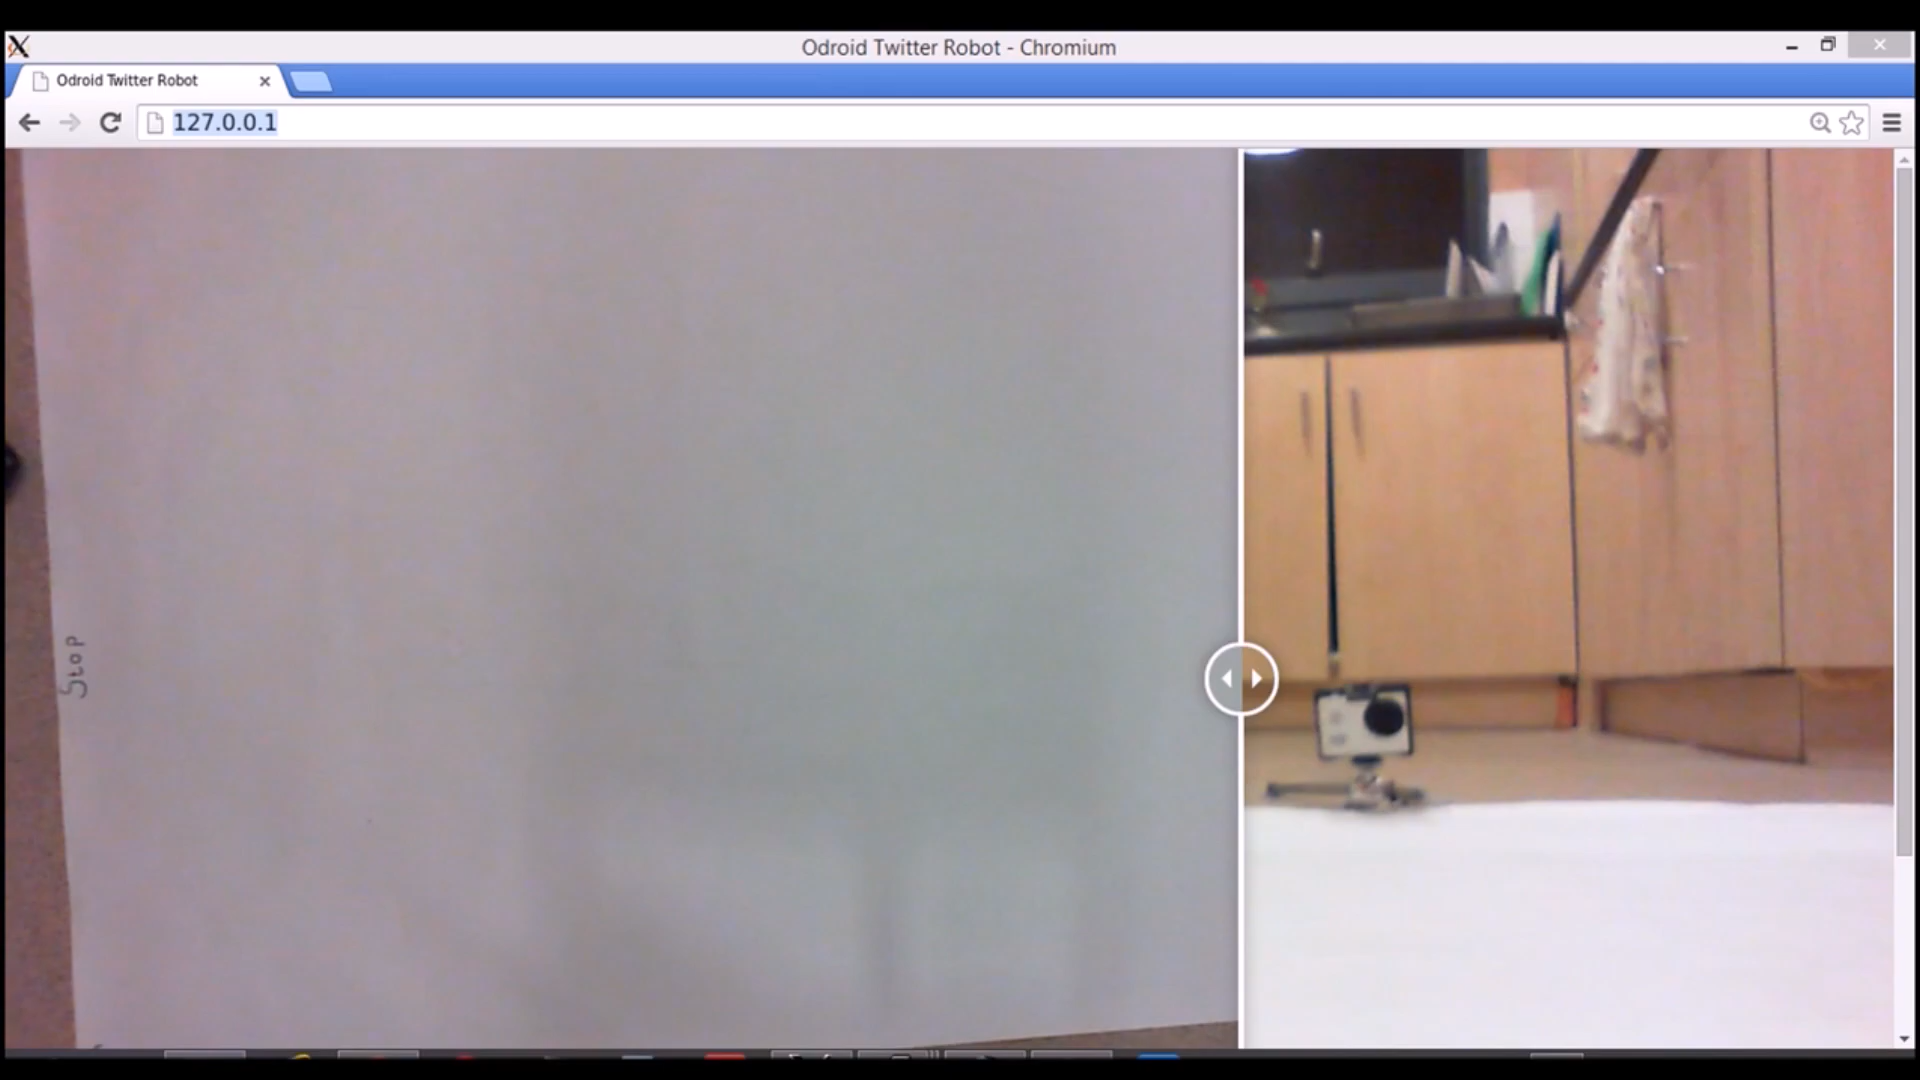 Odroid Twitter Robot - Chromium
Odroid Twitter Robot
127.0.0.1
Stop